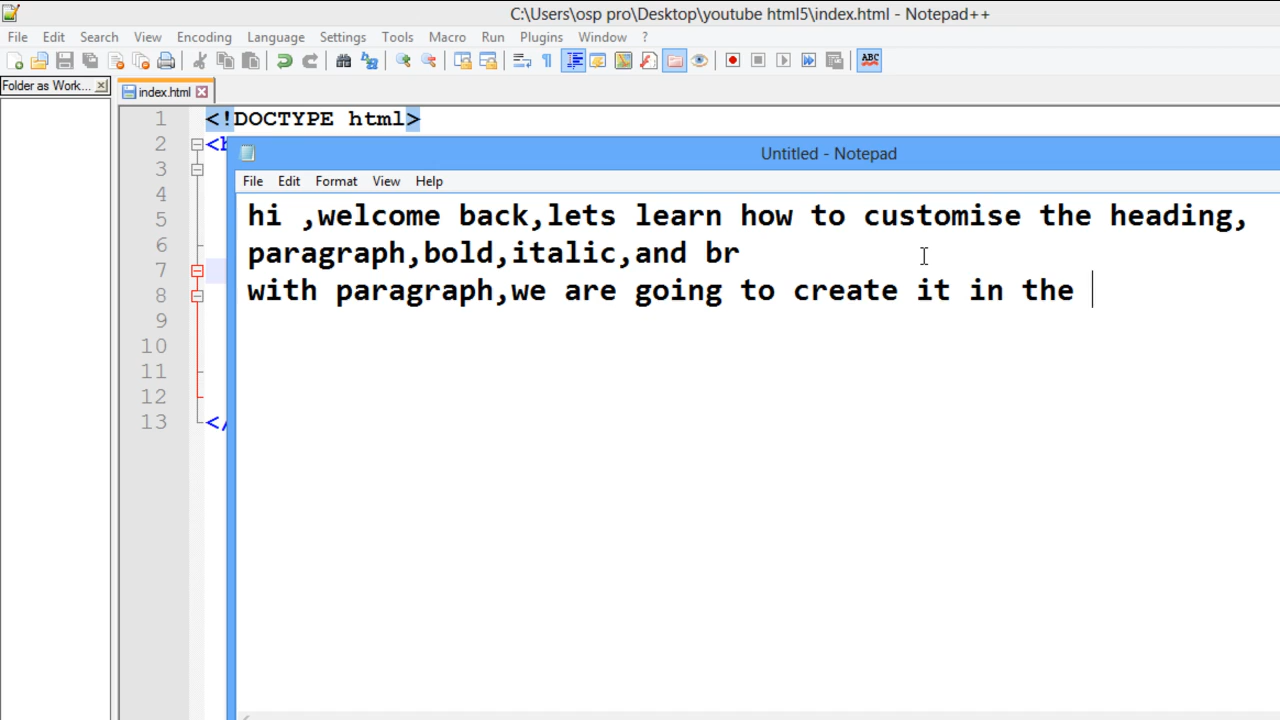 C:\Users\osp pro\Desktop\youtube html5\index.html - Notepad++
File Edit Search View Encoding Language Settings Tools Macro Run Plugins Window ?
ABC
Folder as Work... index.html
1 <!DOCTYPE html>
2 <h
Untitled - Notepad
3
File Edit Format View Help
4
5 hi ,welcome back,lets learn how to customise the heading,
6 paragraph,bold,italic,and br
7
8 with paragraph,we are going to create it in the
9
10
11
12
13 </